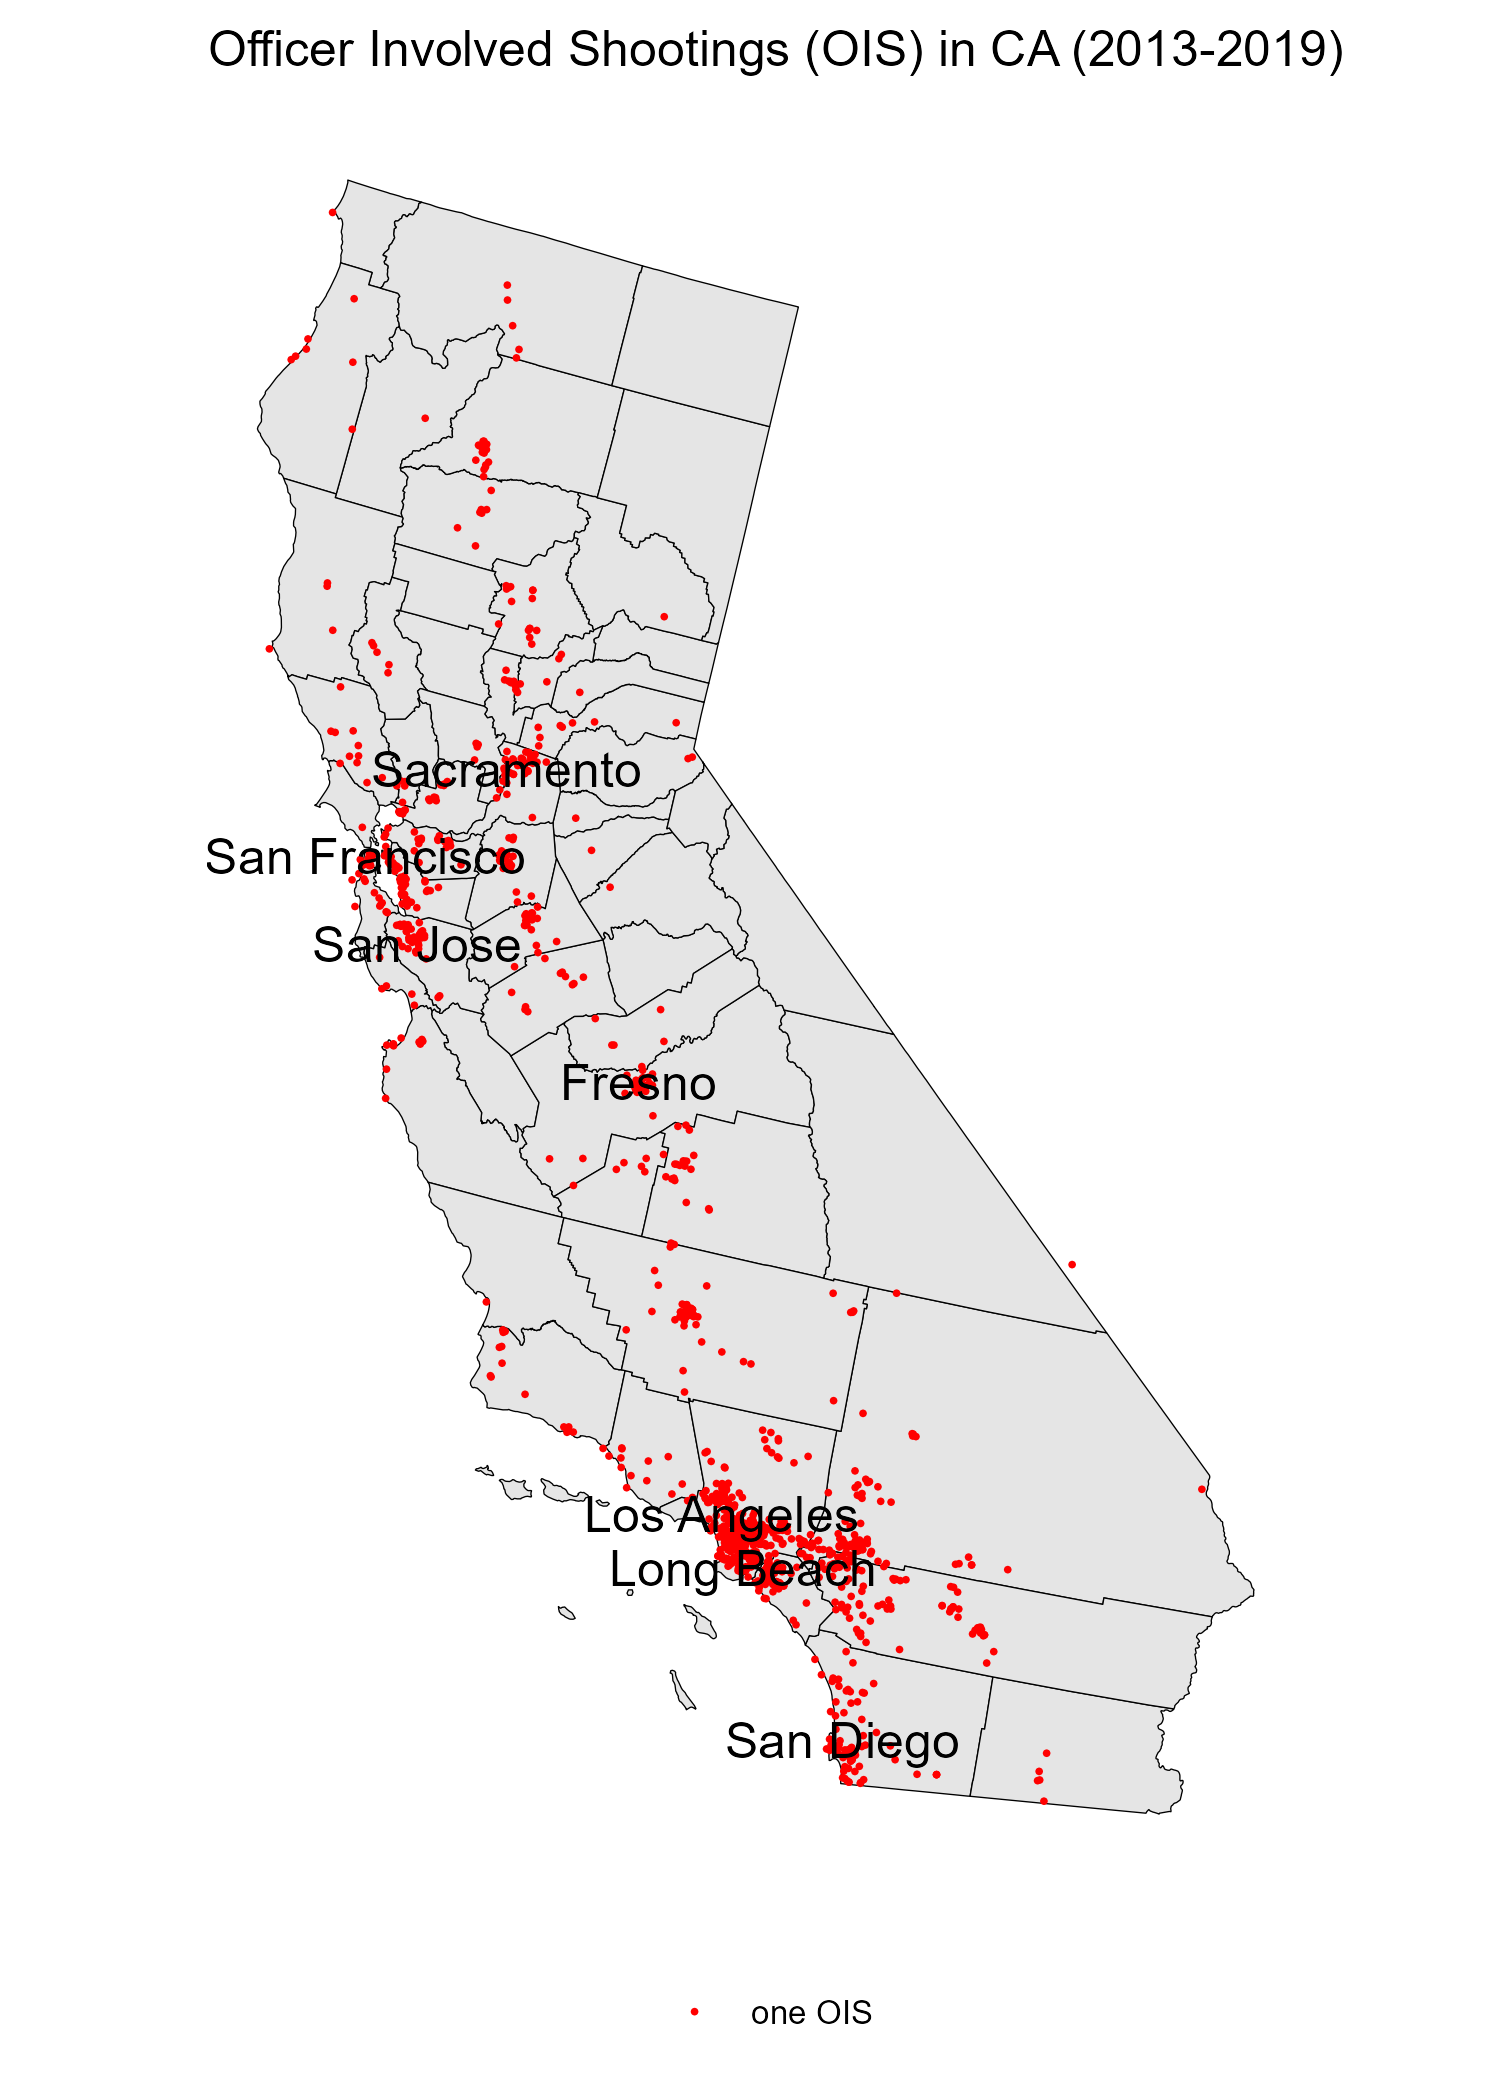 Officer Involved Shootings (OIS) in CA (2013-2019)
Sacramento
San Francisco
San Jose
Fresno
Los Angeles
Long Beach
San Diego
one OIS